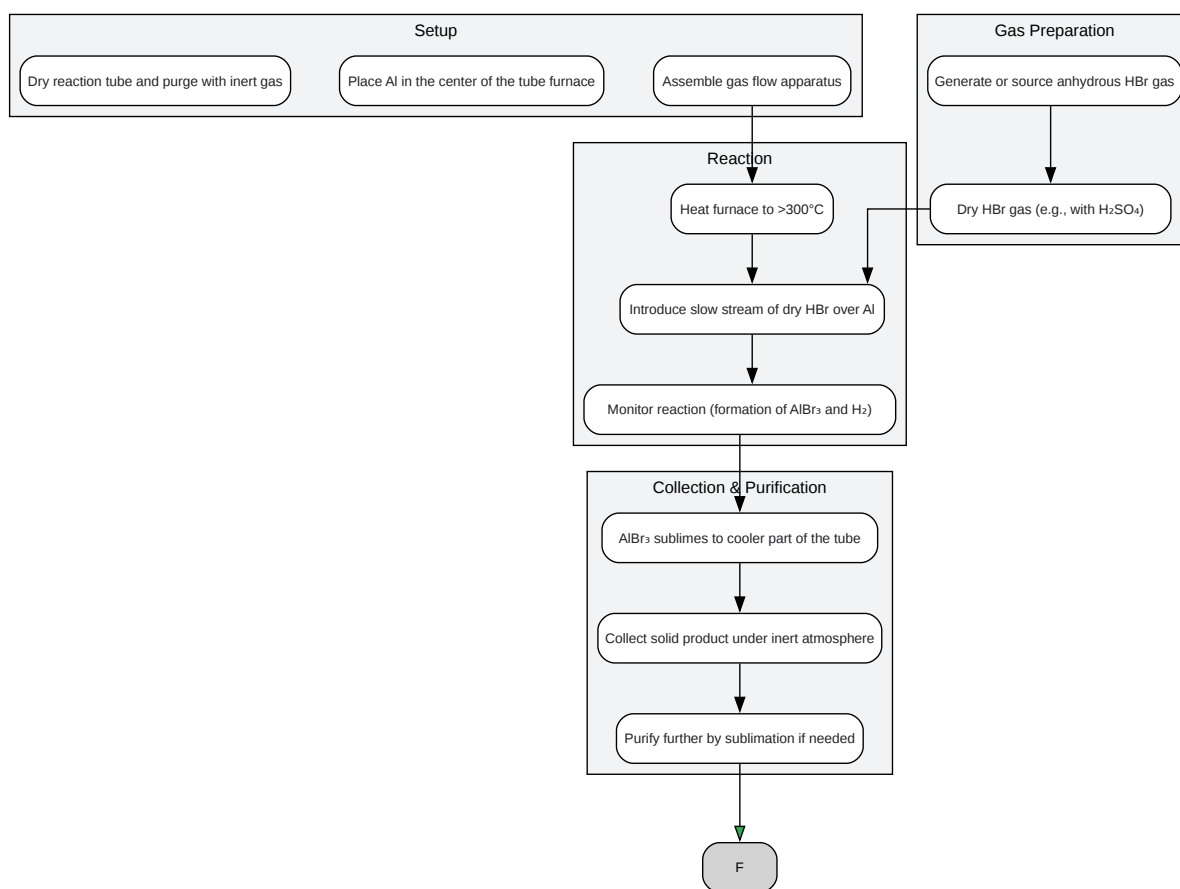 Setup
Dry reaction tube and purge with inert gas
Place Al in the center of the tube furnace
Assemble gas flow apparatus
Gas Preparation
Generate or source anhydrous HBr gas
Dry HBr gas (e.g., with H₂SO₄)
Reaction
Heat furnace to >300°C
Introduce slow stream of dry HBr over Al
Monitor reaction (formation of AlBr₃ and H₂)
Collection & Purification
AlBr₃ sublimes to cooler part of the tube
Collect solid product under inert atmosphere
Purify further by sublimation if needed
F